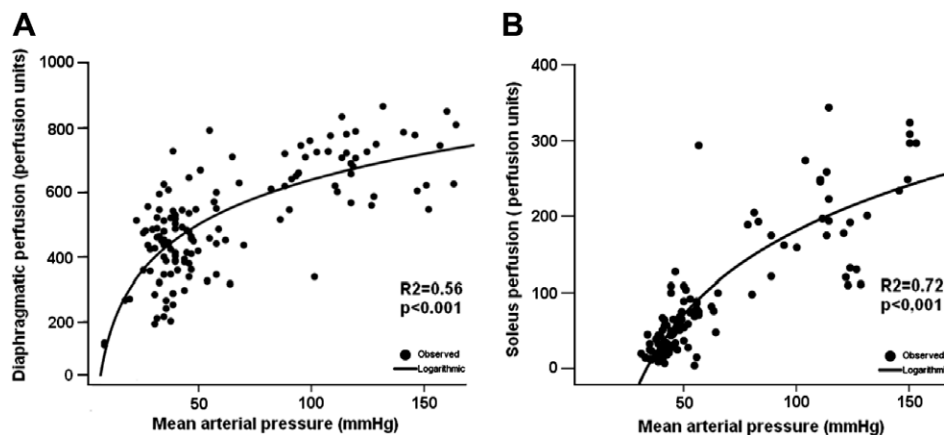 A
Diaphragmatic perfusion (perfusion units)
1000
800
600
400
200
0
50
100
150
Mean arterial pressure (mmHg)
R2=0.56
p<0.001
Observed
Logarithmic
B
Soleus perfusion ( perfusion units)
400
300
200
100
0
50
100
150
Mean arterial pressure (mmHg)
R2=0.72
p<0,001
Observed
Logarithmic